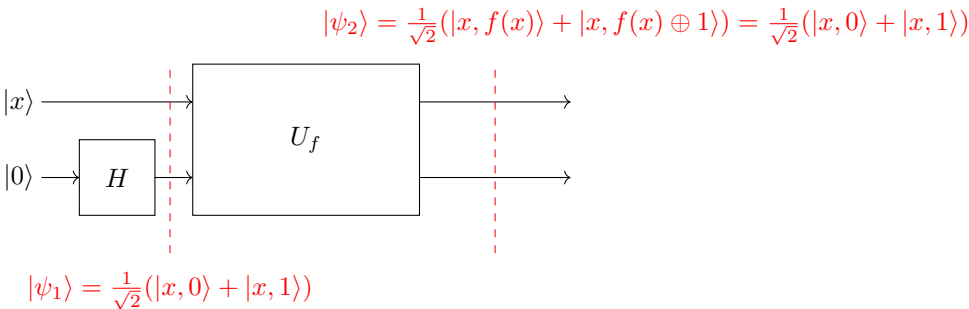 |ψ₂⟩ = 1/√2(|x, f(x)⟩ + |x, f(x) ⊕ 1⟩) = 1/√2(|x, 0⟩ + |x, 1⟩)
|x⟩
U_f
|0⟩
H
|ψ₁⟩ = 1/√2(|x, 0⟩ + |x, 1⟩)